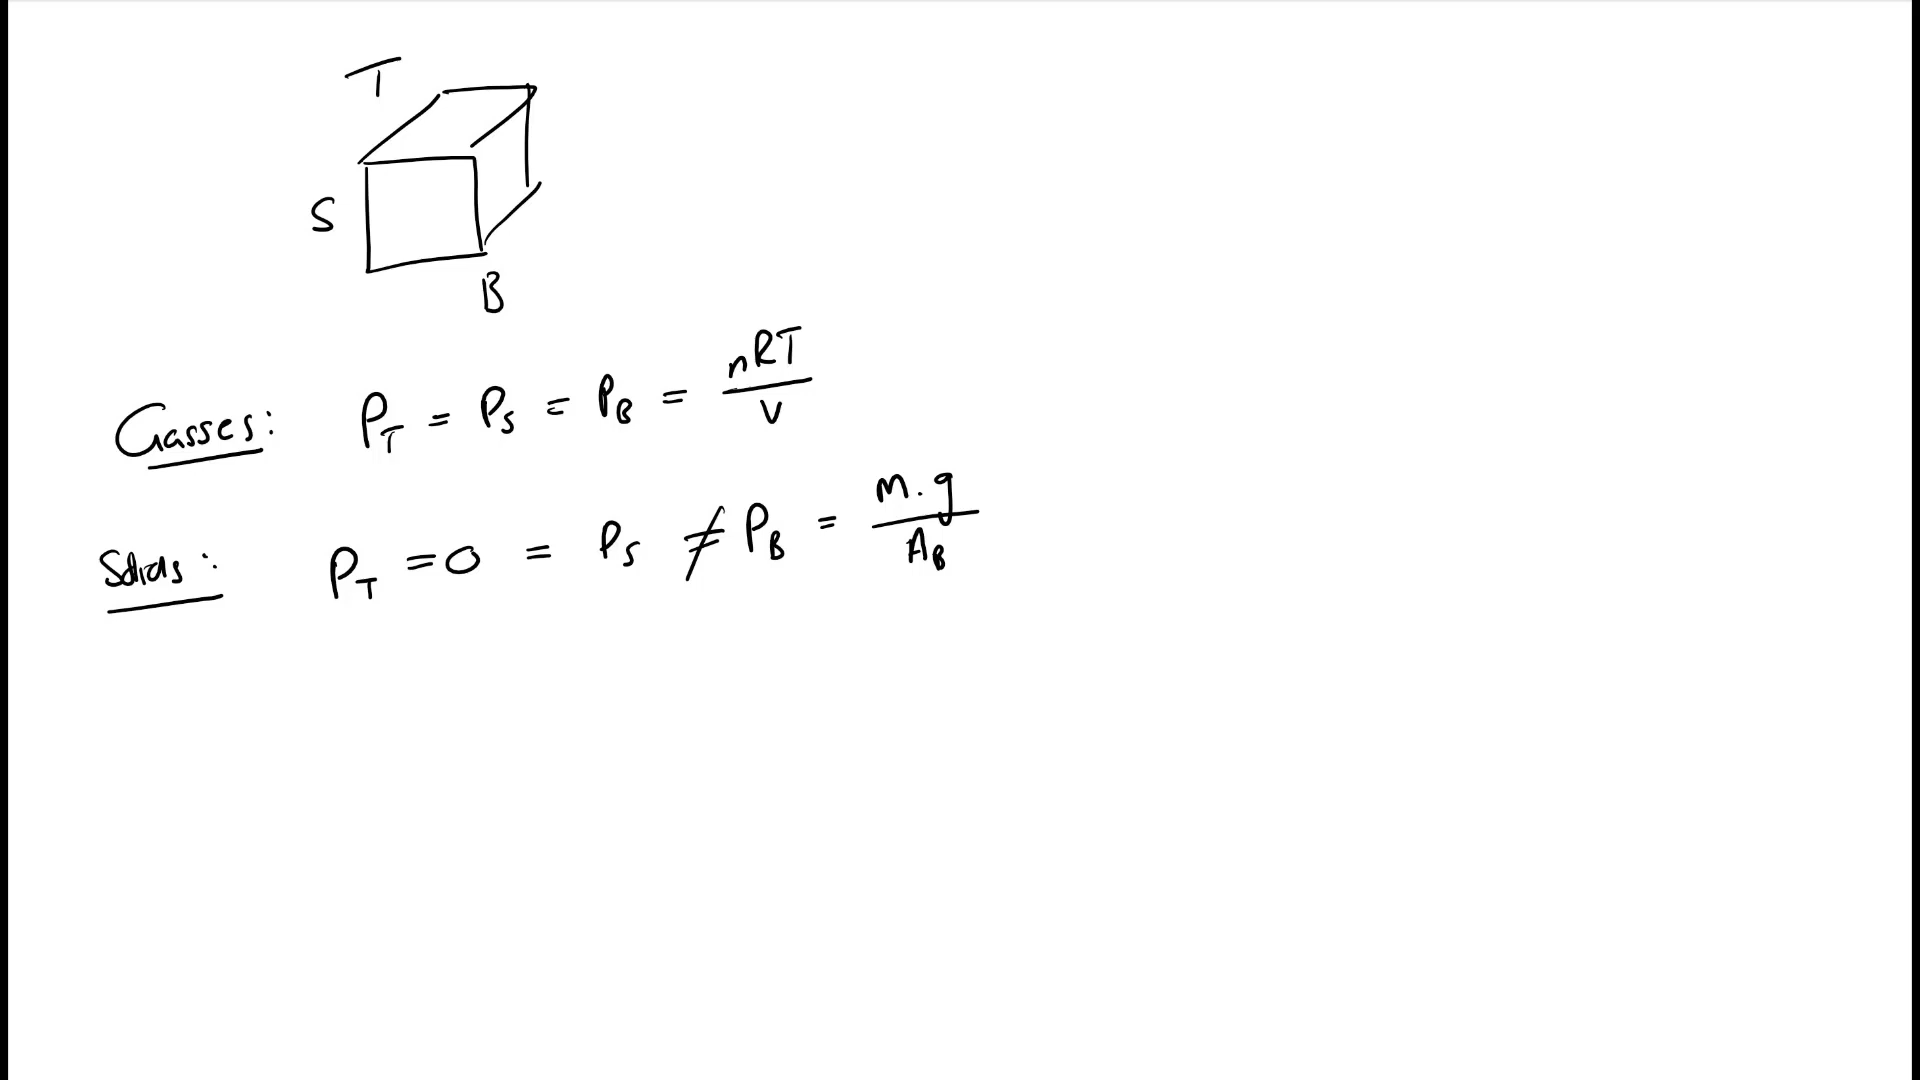 T
S
B
Gasses: P_T = P_S = P_B = nRT/V
Solids: P_T = 0 = P_S ≠ P_B = m.g/A_B